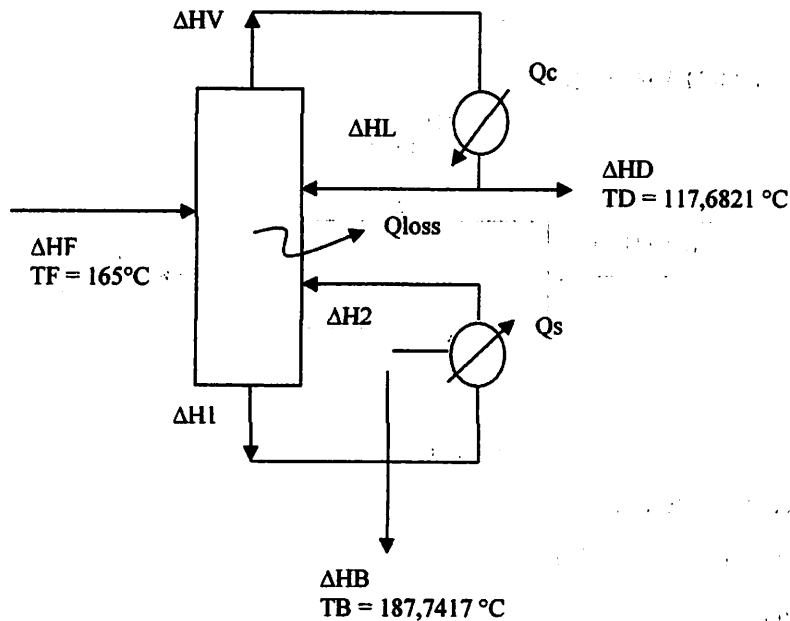 ΔHV
Qc
ΔHL
ΔHD
TD = 117,6821 °C
Qloss
ΔHF
TF = 165°C
ΔH2
Qs
ΔH1
ΔHB
TB = 187,7417 °C